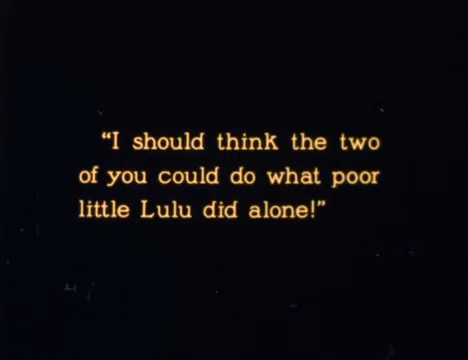 “I should think the two
of you could do what poor
little Lulu did alone!”